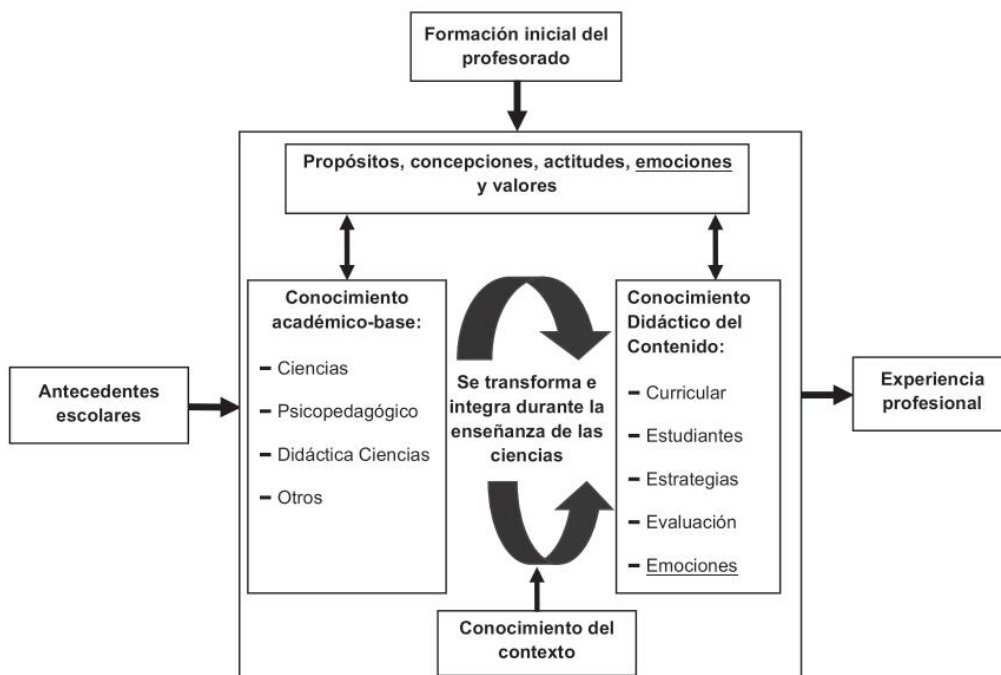 Formación inicial del
profesorado
Propósitos, concepciones, actitudes, emociones
y valores
Antecedentes
escolares
Conocimiento
académico-base:
– Ciencias
– Psicopedagógico
– Didáctica Ciencias
– Otros
Se transforma e
integra durante la
enseñanza de las
ciencias
Conocimiento
Didáctico del
Contenido:
– Curricular
– Estudiantes
– Estrategias
– Evaluación
– Emociones
Experiencia
profesional
Conocimiento del
contexto